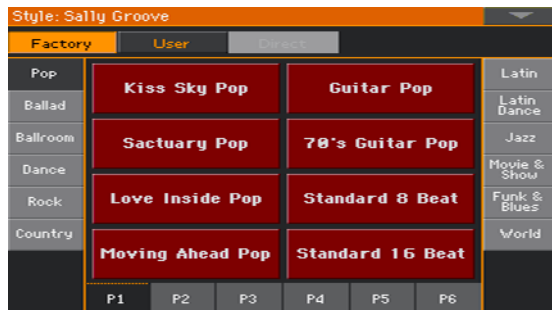 Style: Sally Groove
Factory User Direct
Pop
Ballad
Ballroom
Dance
Rock
Country
Kiss Sky Pop
Guitar Pop
Sactuary Pop
70's Guitar Pop
Love Inside Pop
Standard 8 Beat
Moving Ahead Pop
Standard 16 Beat
Latin
Latin
Dance
Jazz
Movie &
Show
Funk &
Blues
World
P1 P2 P3 P4 P5 P6